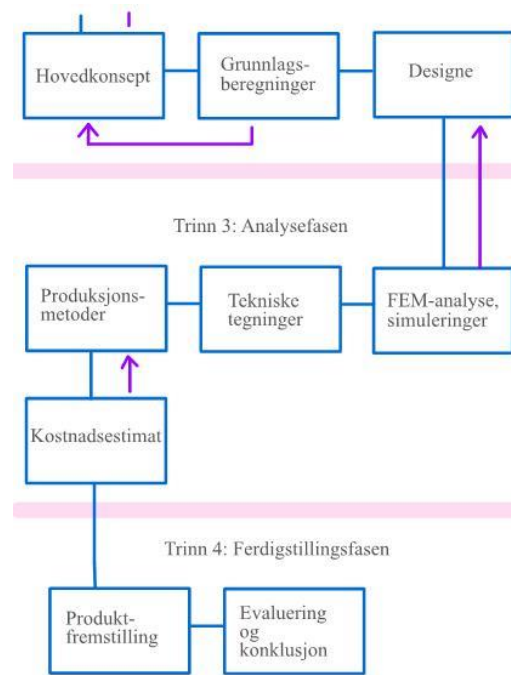 Hovedkonsept
Grunnlags-
beregninger
Designe
Trinn 3: Analysefasen
Produksjons-
metoder
Tekniske
tegninger
FEM-analyse,
simuleringer
Kostnadsestimat
Trinn 4: Ferdigstillingsfasen
Produkt-
fremstilling
Evaluering
og
konklusjon